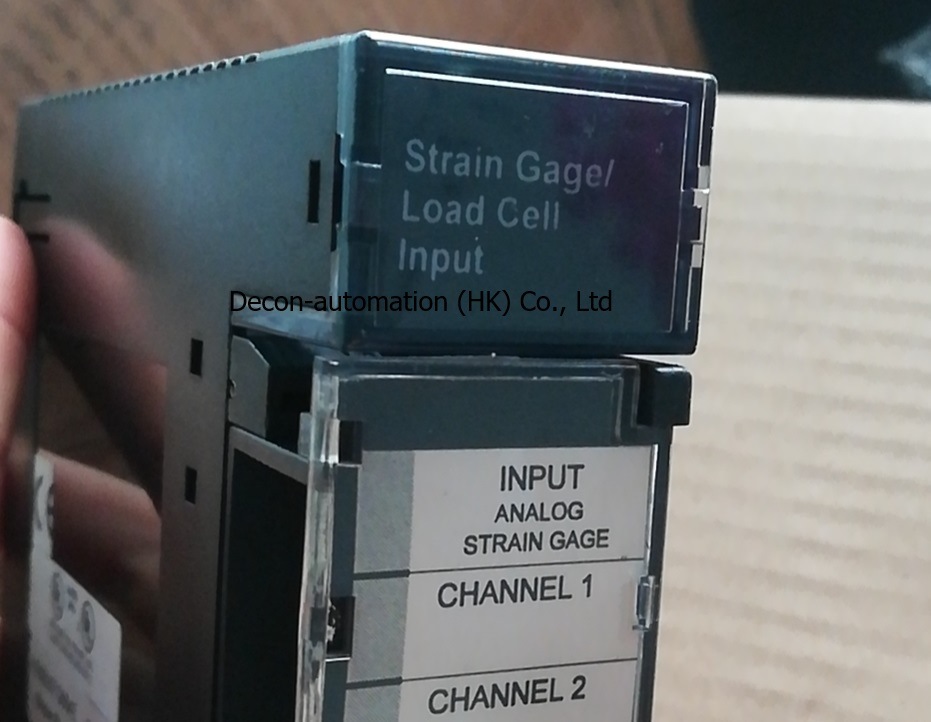 Strain Gage/
Load Cell
Input
Decon-automation (HK) Co., Ltd
INPUT
ANALOG
STRAIN GAGE
CHANNEL 1
CHANNEL 2